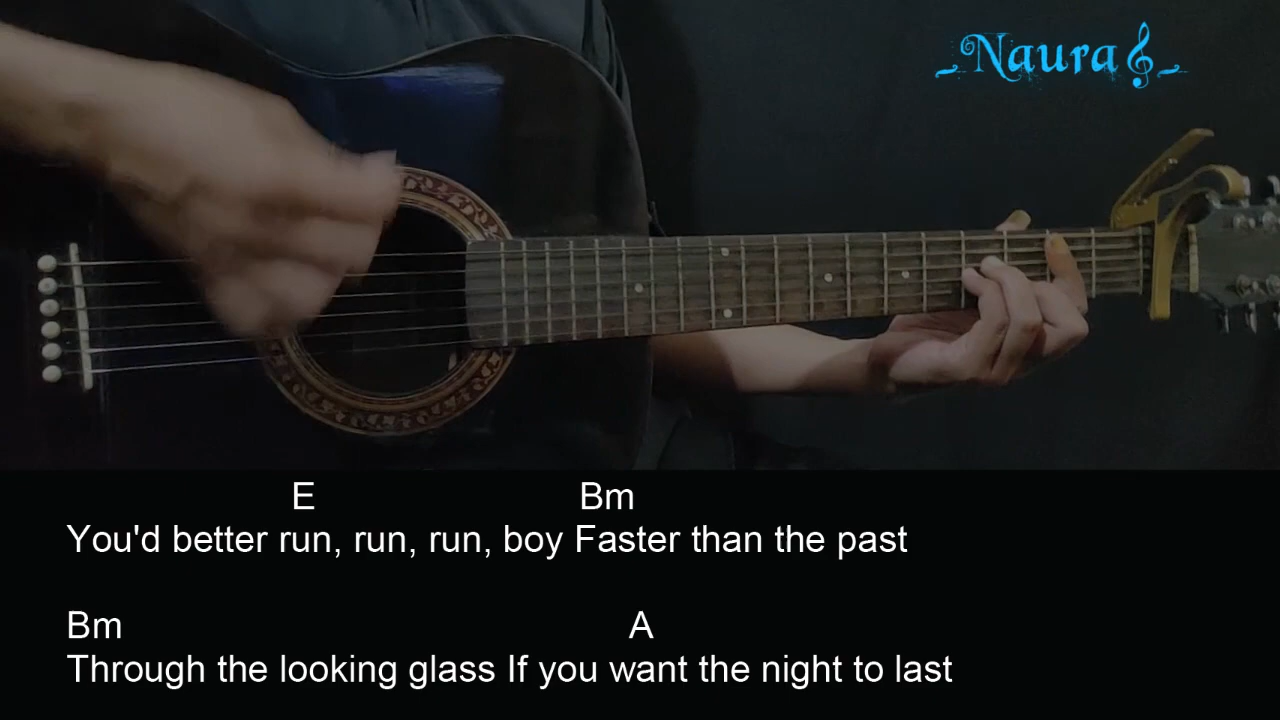 Naura
E Bm
You'd better run, run, run, boy Faster than the past
Bm A
Through the looking glass If you want the night to last